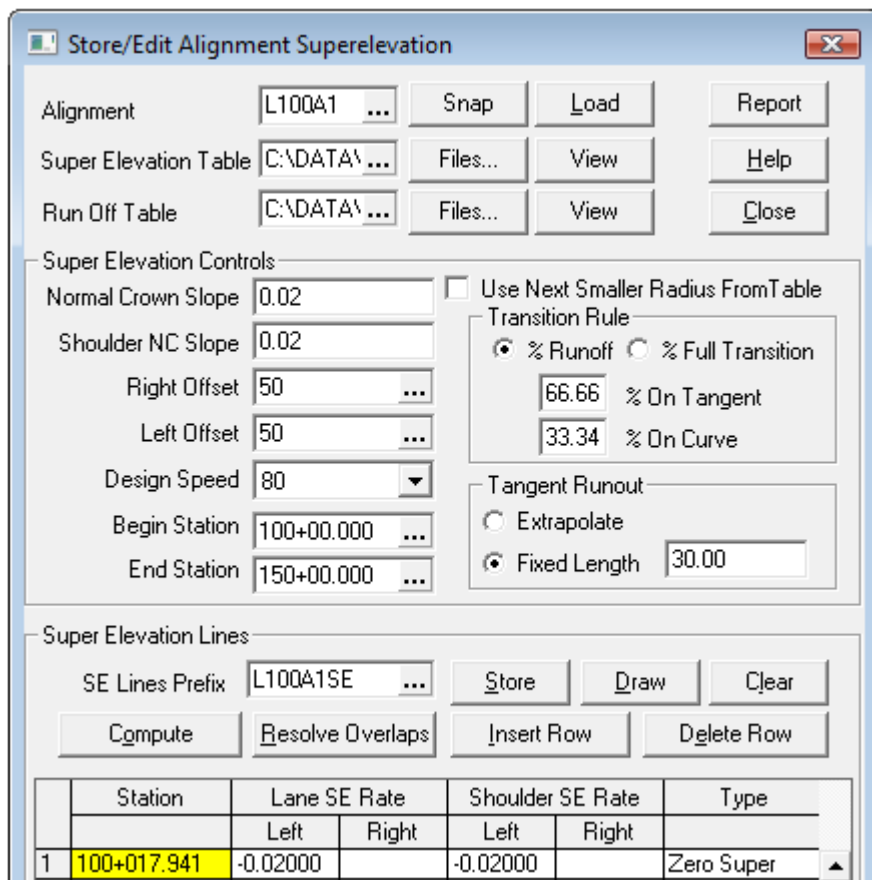 Store/Edit Alignment Superelevation
Alignment L100A1 ... Snap Load Report
Super Elevation Table C:\DATA\ ... Files... View Help
Run Off Table C:\DATA\ ... Files... View Close
Super Elevation Controls
Normal Crown Slope 0.02
Shoulder NC Slope 0.02
Right Offset 50 ...
Left Offset 50 ...
Design Speed 80
Begin Station 100+00.000 ...
End Station 150+00.000 ...
Use Next Smaller Radius FromTable
Transition Rule
% Runoff % Full Transition
66.66 % On Tangent
33.34 % On Curve
Tangent Runout
Extrapolate
Fixed Length 30.00
Super Elevation Lines
SE Lines Prefix L100A1SE ... Store Draw Clear
Compute Resolve Overlaps Insert Row Delete Row
Station Lane SE Rate Shoulder SE Rate Type
Left Right Left Right
1 100+017.941 -0.02000 -0.02000 Zero Super